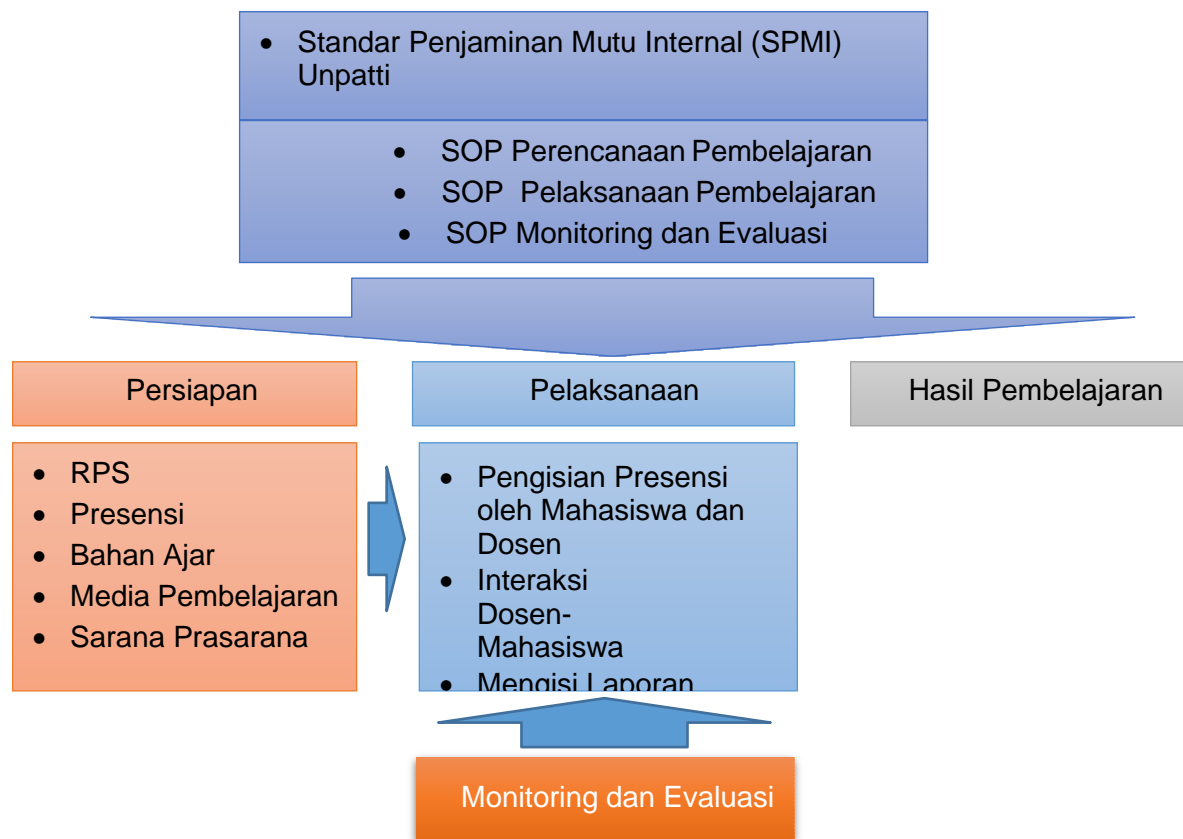 • Standar Penjaminan Mutu Internal (SPMI)
Unpatti
• SOP Perencanaan Pembelajaran
• SOP Pelaksanaan Pembelajaran
• SOP Monitoring dan Evaluasi
Persiapan
• RPS
• Presensi
• Bahan Ajar
• Media Pembelajaran
• Sarana Prasarana
Pelaksanaan
• Pengisian Presensi
oleh Mahasiswa dan
Dosen
• Interaksi
Dosen-
Mahasiswa
• Mengisi Laporan
Hasil Pembelajaran
Monitoring dan Evaluasi